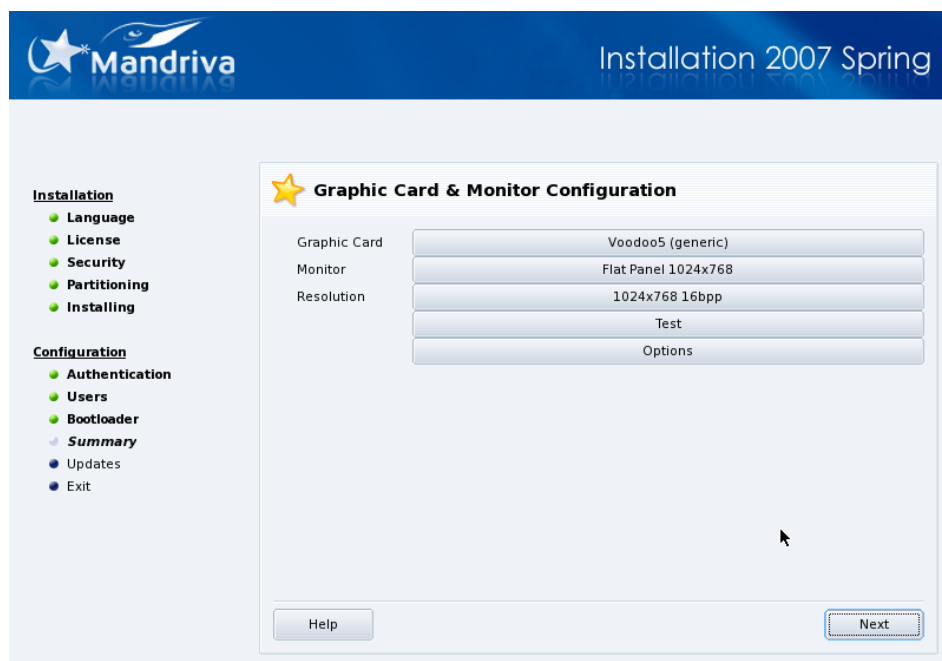 Mandriva
Installation 2007 Spring
Installation
Language
License
Security
Partitioning
Installing
Configuration
Authentication
Users
Bootloader
Summary
Updates
Exit
Graphic Card & Monitor Configuration
Graphic Card Voodoo5 (generic)
Monitor Flat Panel 1024x768
Resolution 1024x768 16bpp
Test
Options
Help Next